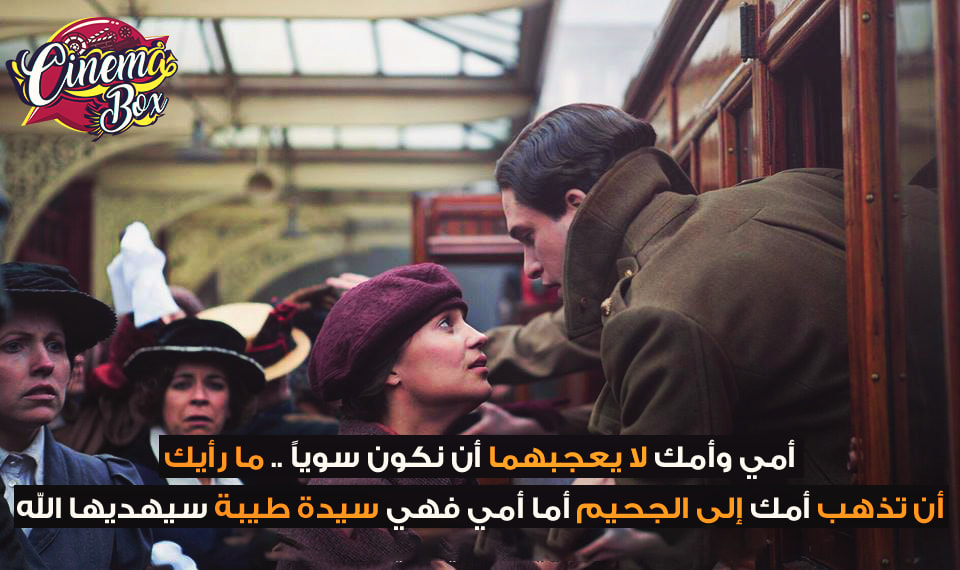 Cinema
Box
أمي وأمك لا يعجبهما أن نكون سوياً .. ما رأيك
أن تذهب أمك إلى الجحيم أما أمي فهي سيدة طيبة سيهديها الله